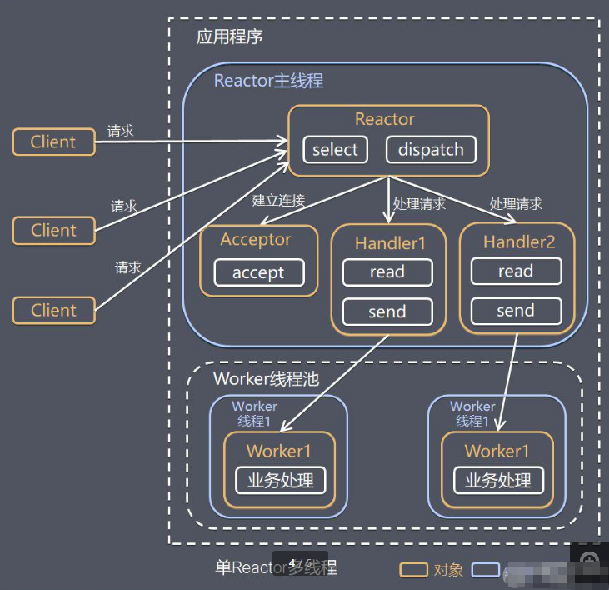 应用程序
Reactor主线程
Reactor
select
dispatch
Client
请求
Client
请求
Client
请求
建立连接
处理请求
处理请求
Acceptor
accept
Handler1
read
send
Handler2
read
send
Worker线程池
Worker
线程1
Worker1
业务处理
Worker
线程1
Worker1
业务处理
单Reactor多线程
对象